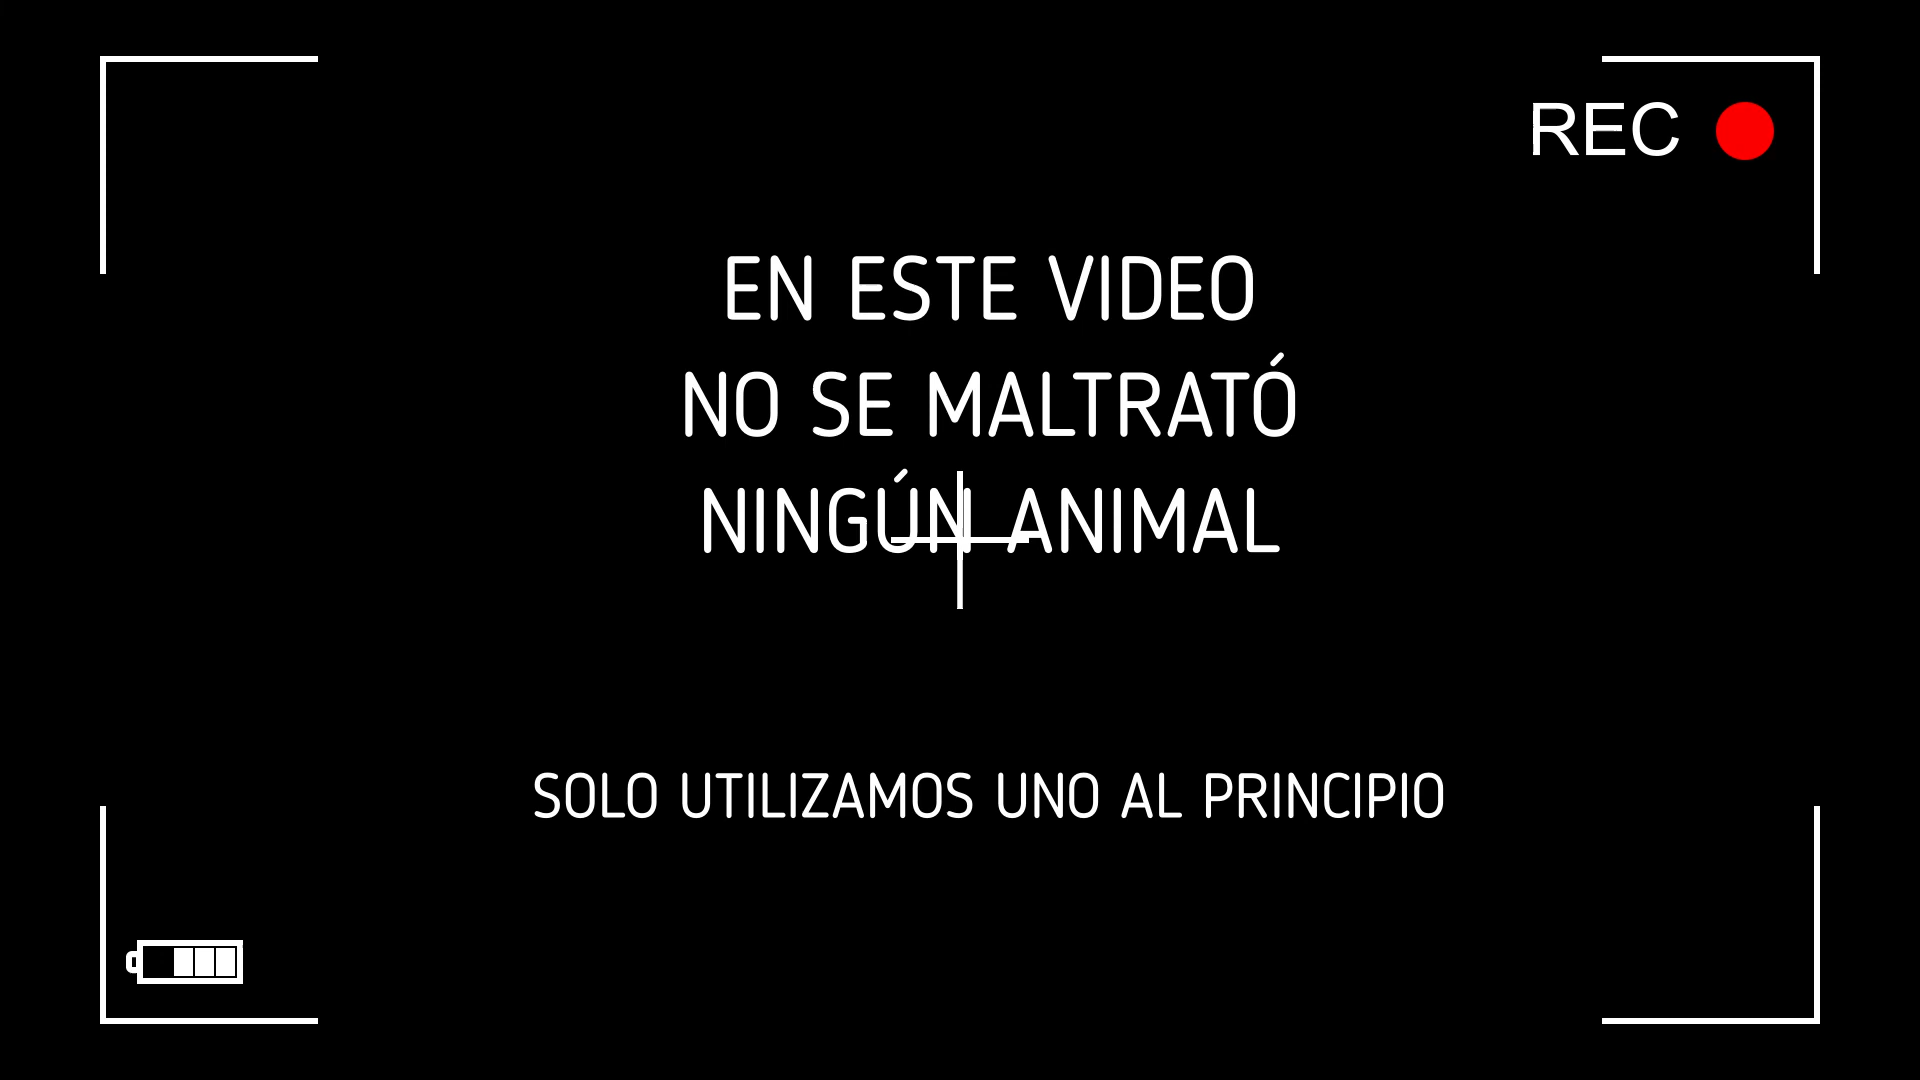 REC
EN ESTE VIDEO
NO SE MALTRATÓ
NINGÚN ANIMAL
SOLO UTILIZAMOS UNO AL PRINCIPIO